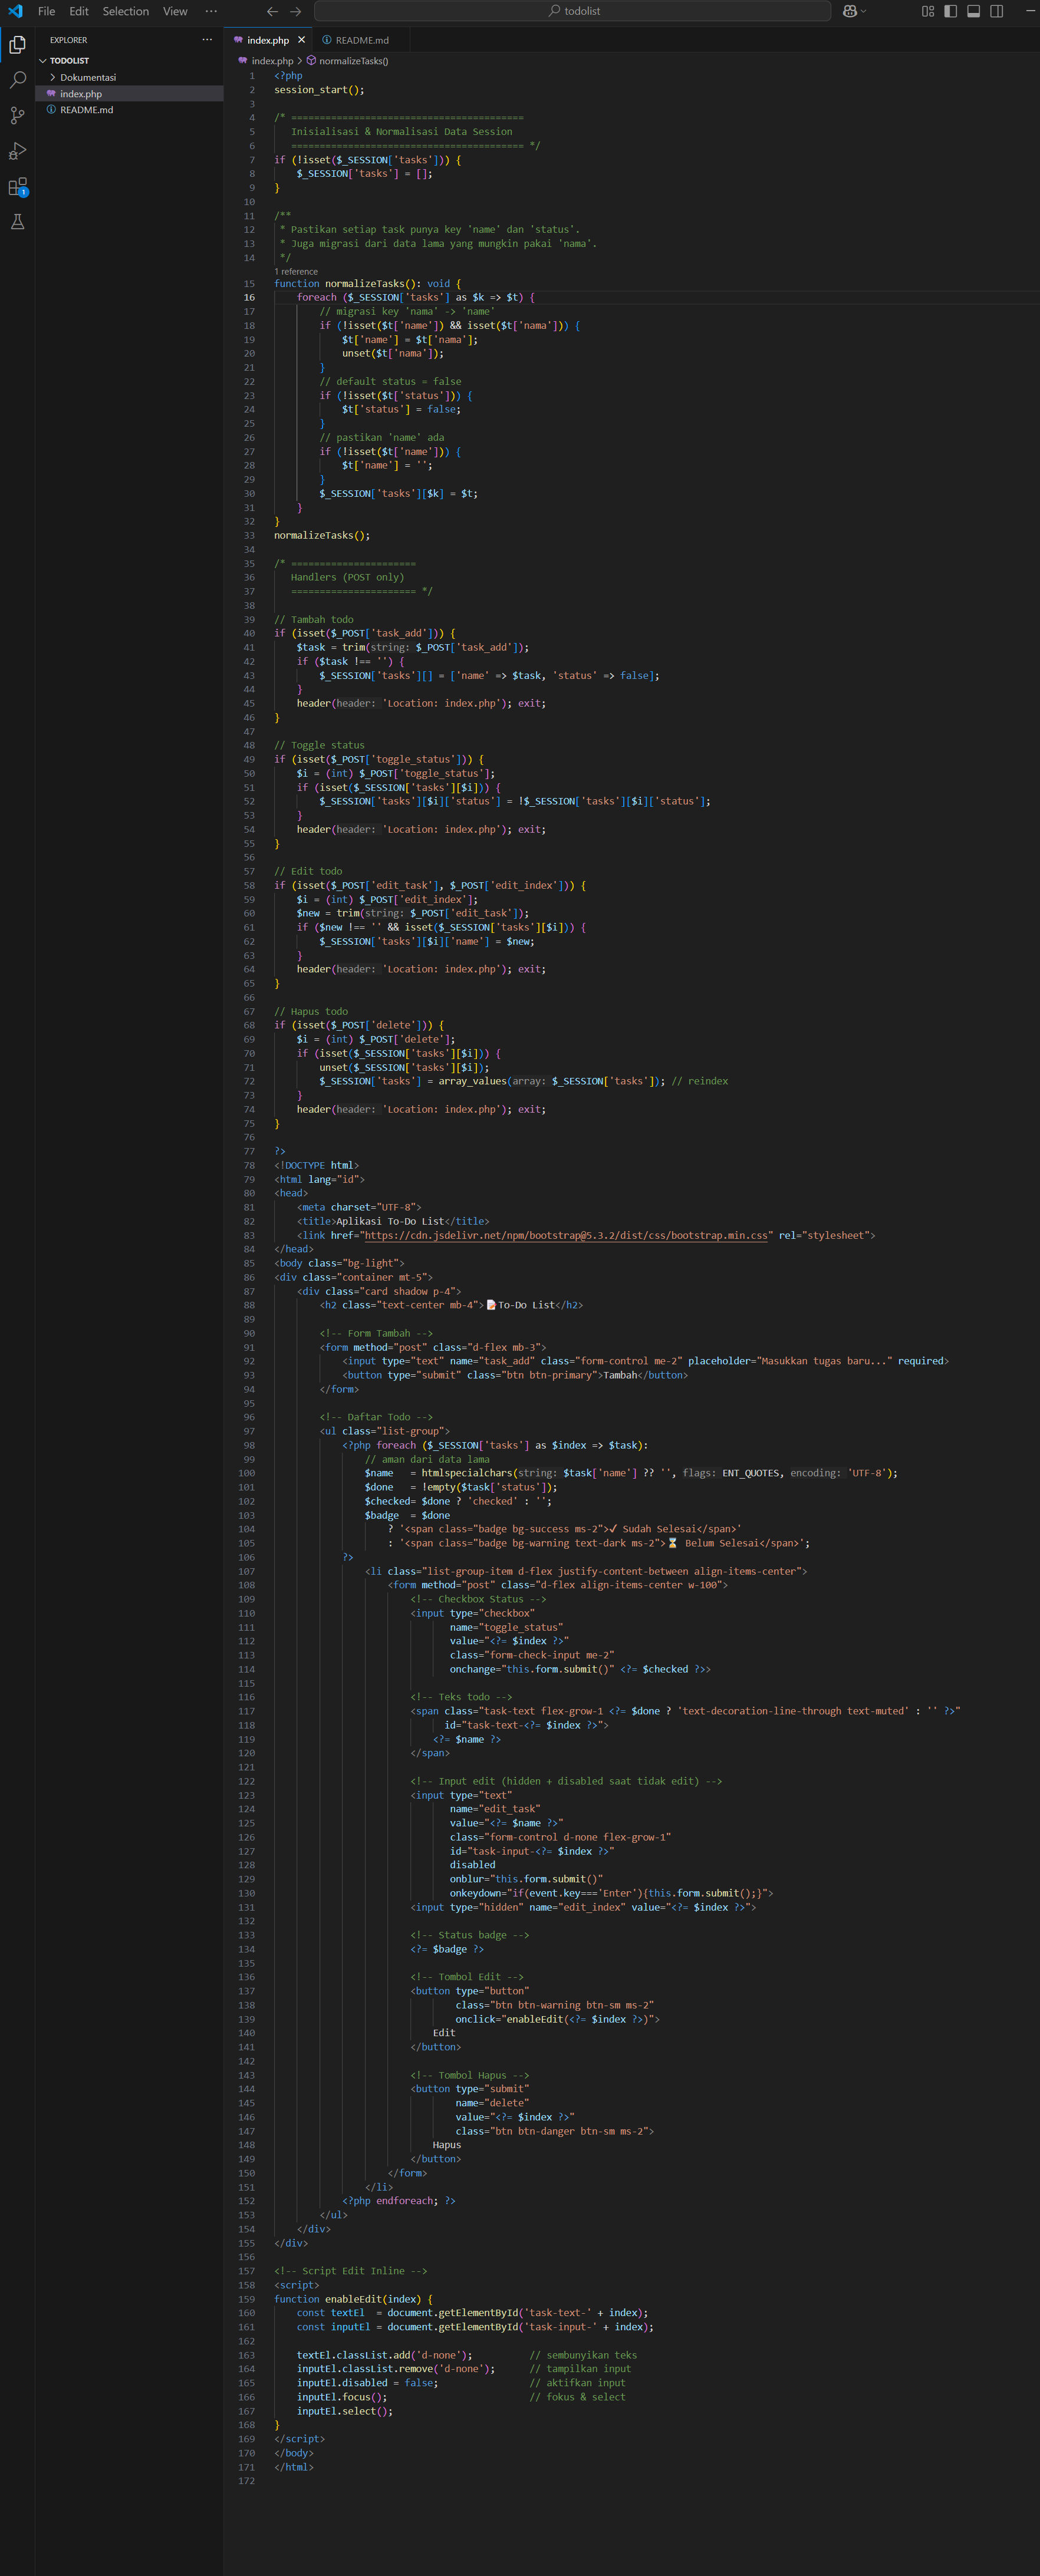 File Edit Selection View ···
todolist
EXPLORER ···
TODOLIST
Dokumentasi
index.php
README.md
1
index.php
README.md
index.php > normalizeTasks()
1 <?php
2 session_start();
3
4 /* =========================================
5    Inisialisasi & Normalisasi Data Session
6    ========================================= */
7 if (!isset($_SESSION['tasks'])) {
8     $_SESSION['tasks'] = [];
9 }
10
11 /**
12  * Pastikan setiap task punya key 'name' dan 'status'.
13  * Juga migrasi dari data lama yang mungkin pakai 'nama'.
14  */
1 reference
15 function normalizeTasks(): void {
16     foreach ($_SESSION['tasks'] as $k => $t) {
17         // migrasi key 'nama' -> 'name'
18         if (!isset($t['name']) && isset($t['nama'])) {
19             $t['name'] = $t['nama'];
20             unset($t['nama']);
21         }
22         // default status = false
23         if (!isset($t['status'])) {
24             $t['status'] = false;
25         }
26         // pastikan 'name' ada
27         if (!isset($t['name'])) {
28             $t['name'] = '';
29         }
30         $_SESSION['tasks'][$k] = $t;
31     }
32 }
33 normalizeTasks();
34
35 /* ======================
36    Handlers (POST only)
37    ====================== */
38
39 // Tambah todo
40 if (isset($_POST['task_add'])) {
41     $task = trim(string: $_POST['task_add']);
42     if ($task !== '') {
43         $_SESSION['tasks'][] = ['name' => $task, 'status' => false];
44     }
45     header(header: 'Location: index.php'); exit;
46 }
47
48 // Toggle status
49 if (isset($_POST['toggle_status'])) {
50     $i = (int) $_POST['toggle_status'];
51     if (isset($_SESSION['tasks'][$i])) {
52         $_SESSION['tasks'][$i]['status'] = !$_SESSION['tasks'][$i]['status'];
53     }
54     header(header: 'Location: index.php'); exit;
55 }
56
57 // Edit todo
58 if (isset($_POST['edit_task'], $_POST['edit_index'])) {
59     $i = (int) $_POST['edit_index'];
60     $new = trim(string: $_POST['edit_task']);
61     if ($new !== '' && isset($_SESSION['tasks'][$i])) {
62         $_SESSION['tasks'][$i]['name'] = $new;
63     }
64     header(header: 'Location: index.php'); exit;
65 }
66
67 // Hapus todo
68 if (isset($_POST['delete'])) {
69     $i = (int) $_POST['delete'];
70     if (isset($_SESSION['tasks'][$i])) {
71         unset($_SESSION['tasks'][$i]);
72         $_SESSION['tasks'] = array_values(array: $_SESSION['tasks']); // reindex
73     }
74     header(header: 'Location: index.php'); exit;
75 }
76
77 ?>
78 <!DOCTYPE html>
79 <html lang="id">
80 <head>
81     <meta charset="UTF-8">
82     <title>Aplikasi To-Do List</title>
83     <link href="https://cdn.jsdelivr.net/npm/bootstrap@5.3.2/dist/css/bootstrap.min.css" rel="stylesheet">
84 </head>
85 <body class="bg-light">
86 <div class="container mt-5">
87     <div class="card shadow p-4">
88         <h2 class="text-center mb-4">📝To-Do List</h2>
89
90         <!-- Form Tambah -->
91         <form method="post" class="d-flex mb-3">
92             <input type="text" name="task_add" class="form-control me-2" placeholder="Masukkan tugas baru..." required>
93             <button type="submit" class="btn btn-primary">Tambah</button>
94         </form>
95
96         <!-- Daftar Todo -->
97         <ul class="list-group">
98             <?php foreach ($_SESSION['tasks'] as $index => $task):
99                 // aman dari data lama
100                 $name   = htmlspecialchars(string: $task['name'] ?? '', flags: ENT_QUOTES, encoding: 'UTF-8');
101                 $done   = !empty($task['status']);
102                 $checked= $done ? 'checked' : '';
103                 $badge  = $done
104                     ? '<span class="badge bg-success ms-2">✓ Sudah Selesai</span>'
105                     : '<span class="badge bg-warning text-dark ms-2">⌛ Belum Selesai</span>';
106             ?>
107                 <li class="list-group-item d-flex justify-content-between align-items-center">
108                     <form method="post" class="d-flex align-items-center w-100">
109                         <!-- Checkbox Status -->
110                         <input type="checkbox"
111                                name="toggle_status"
112                                value="<?= $index ?>"
113                                class="form-check-input me-2"
114                                onchange="this.form.submit()" <?= $checked ?>>
115
116                         <!-- Teks todo -->
117                         <span class="task-text flex-grow-1 <?= $done ? 'text-decoration-line-through text-muted' : '' ?>"
118                               id="task-text-<?= $index ?>">
119                             <?= $name ?>
120                         </span>
121
122                         <!-- Input edit (hidden + disabled saat tidak edit) -->
123                         <input type="text"
124                                name="edit_task"
125                                value="<?= $name ?>"
126                                class="form-control d-none flex-grow-1"
127                                id="task-input-<?= $index ?>"
128                                disabled
129                                onblur="this.form.submit()"
130                                onkeydown="if(event.key==='Enter'){this.form.submit();}">
131                         <input type="hidden" name="edit_index" value="<?= $index ?>">
132
133                         <!-- Status badge -->
134                         <?= $badge ?>
135
136                         <!-- Tombol Edit -->
137                         <button type="button"
138                                 class="btn btn-warning btn-sm ms-2"
139                                 onclick="enableEdit(<?= $index ?>)">
140                             Edit
141                         </button>
142
143                         <!-- Tombol Hapus -->
144                         <button type="submit"
145                                 name="delete"
146                                 value="<?= $index ?>"
147                                 class="btn btn-danger btn-sm ms-2">
148                             Hapus
149                         </button>
150                     </form>
151                 </li>
152             <?php endforeach; ?>
153         </ul>
154     </div>
155 </div>
156
157 <!-- Script Edit Inline -->
158 <script>
159 function enableEdit(index) {
160     const textEl  = document.getElementById('task-text-' + index);
161     const inputEl = document.getElementById('task-input-' + index);
162
163     textEl.classList.add('d-none');          // sembunyikan teks
164     inputEl.classList.remove('d-none');      // tampilkan input
165     inputEl.disabled = false;                // aktifkan input
166     inputEl.focus();                         // fokus & select
167     inputEl.select();
168 }
169 </script>
170 </body>
171 </html>
172